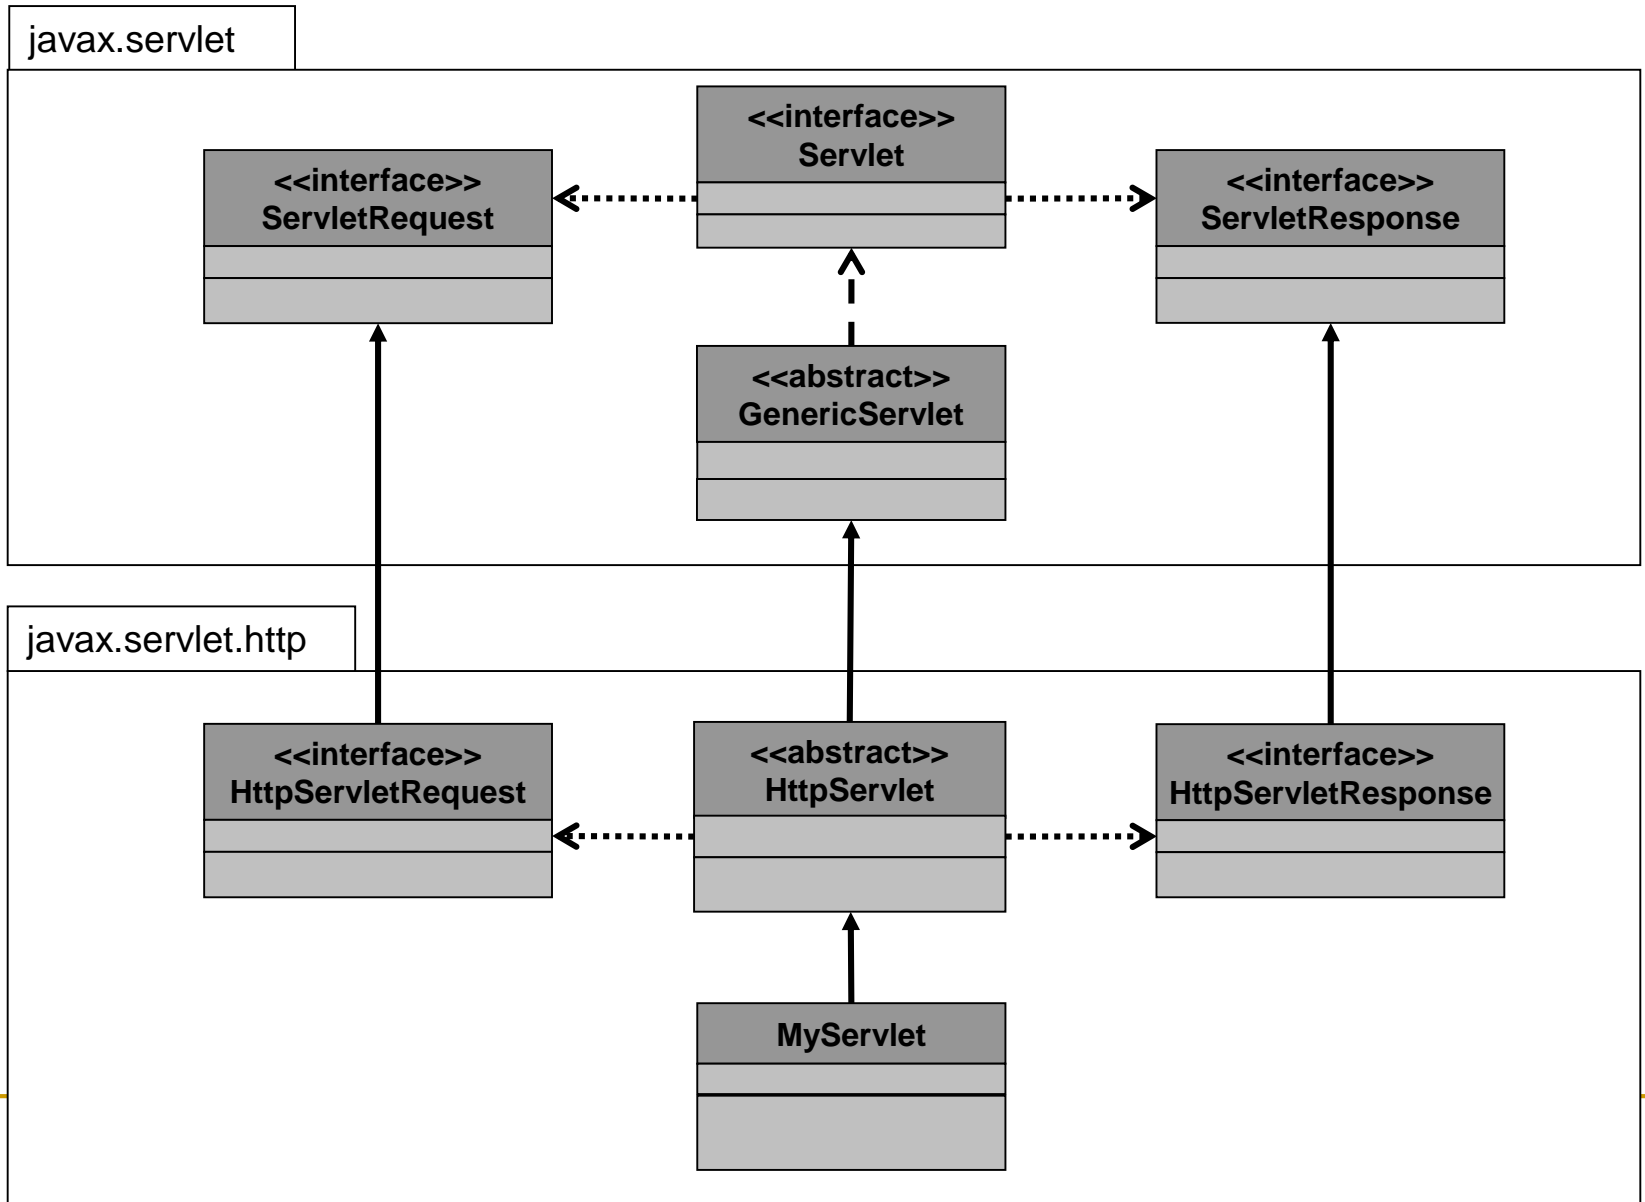 javax.servlet
<<interface>>
Servlet
<<interface>>
ServletRequest
<<interface>>
ServletResponse
<<abstract>>
GenericServlet
javax.servlet.http
<<interface>>
HttpServletRequest
<<abstract>>
HttpServlet
<<interface>>
HttpServletResponse
MyServlet